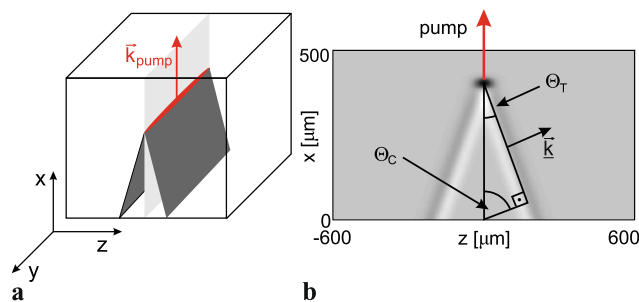 a
k⃗pump
x
z
y
b
pump
500
x [µm]
0
-600
z [µm]
600
ΘT
ΘC
k⃗